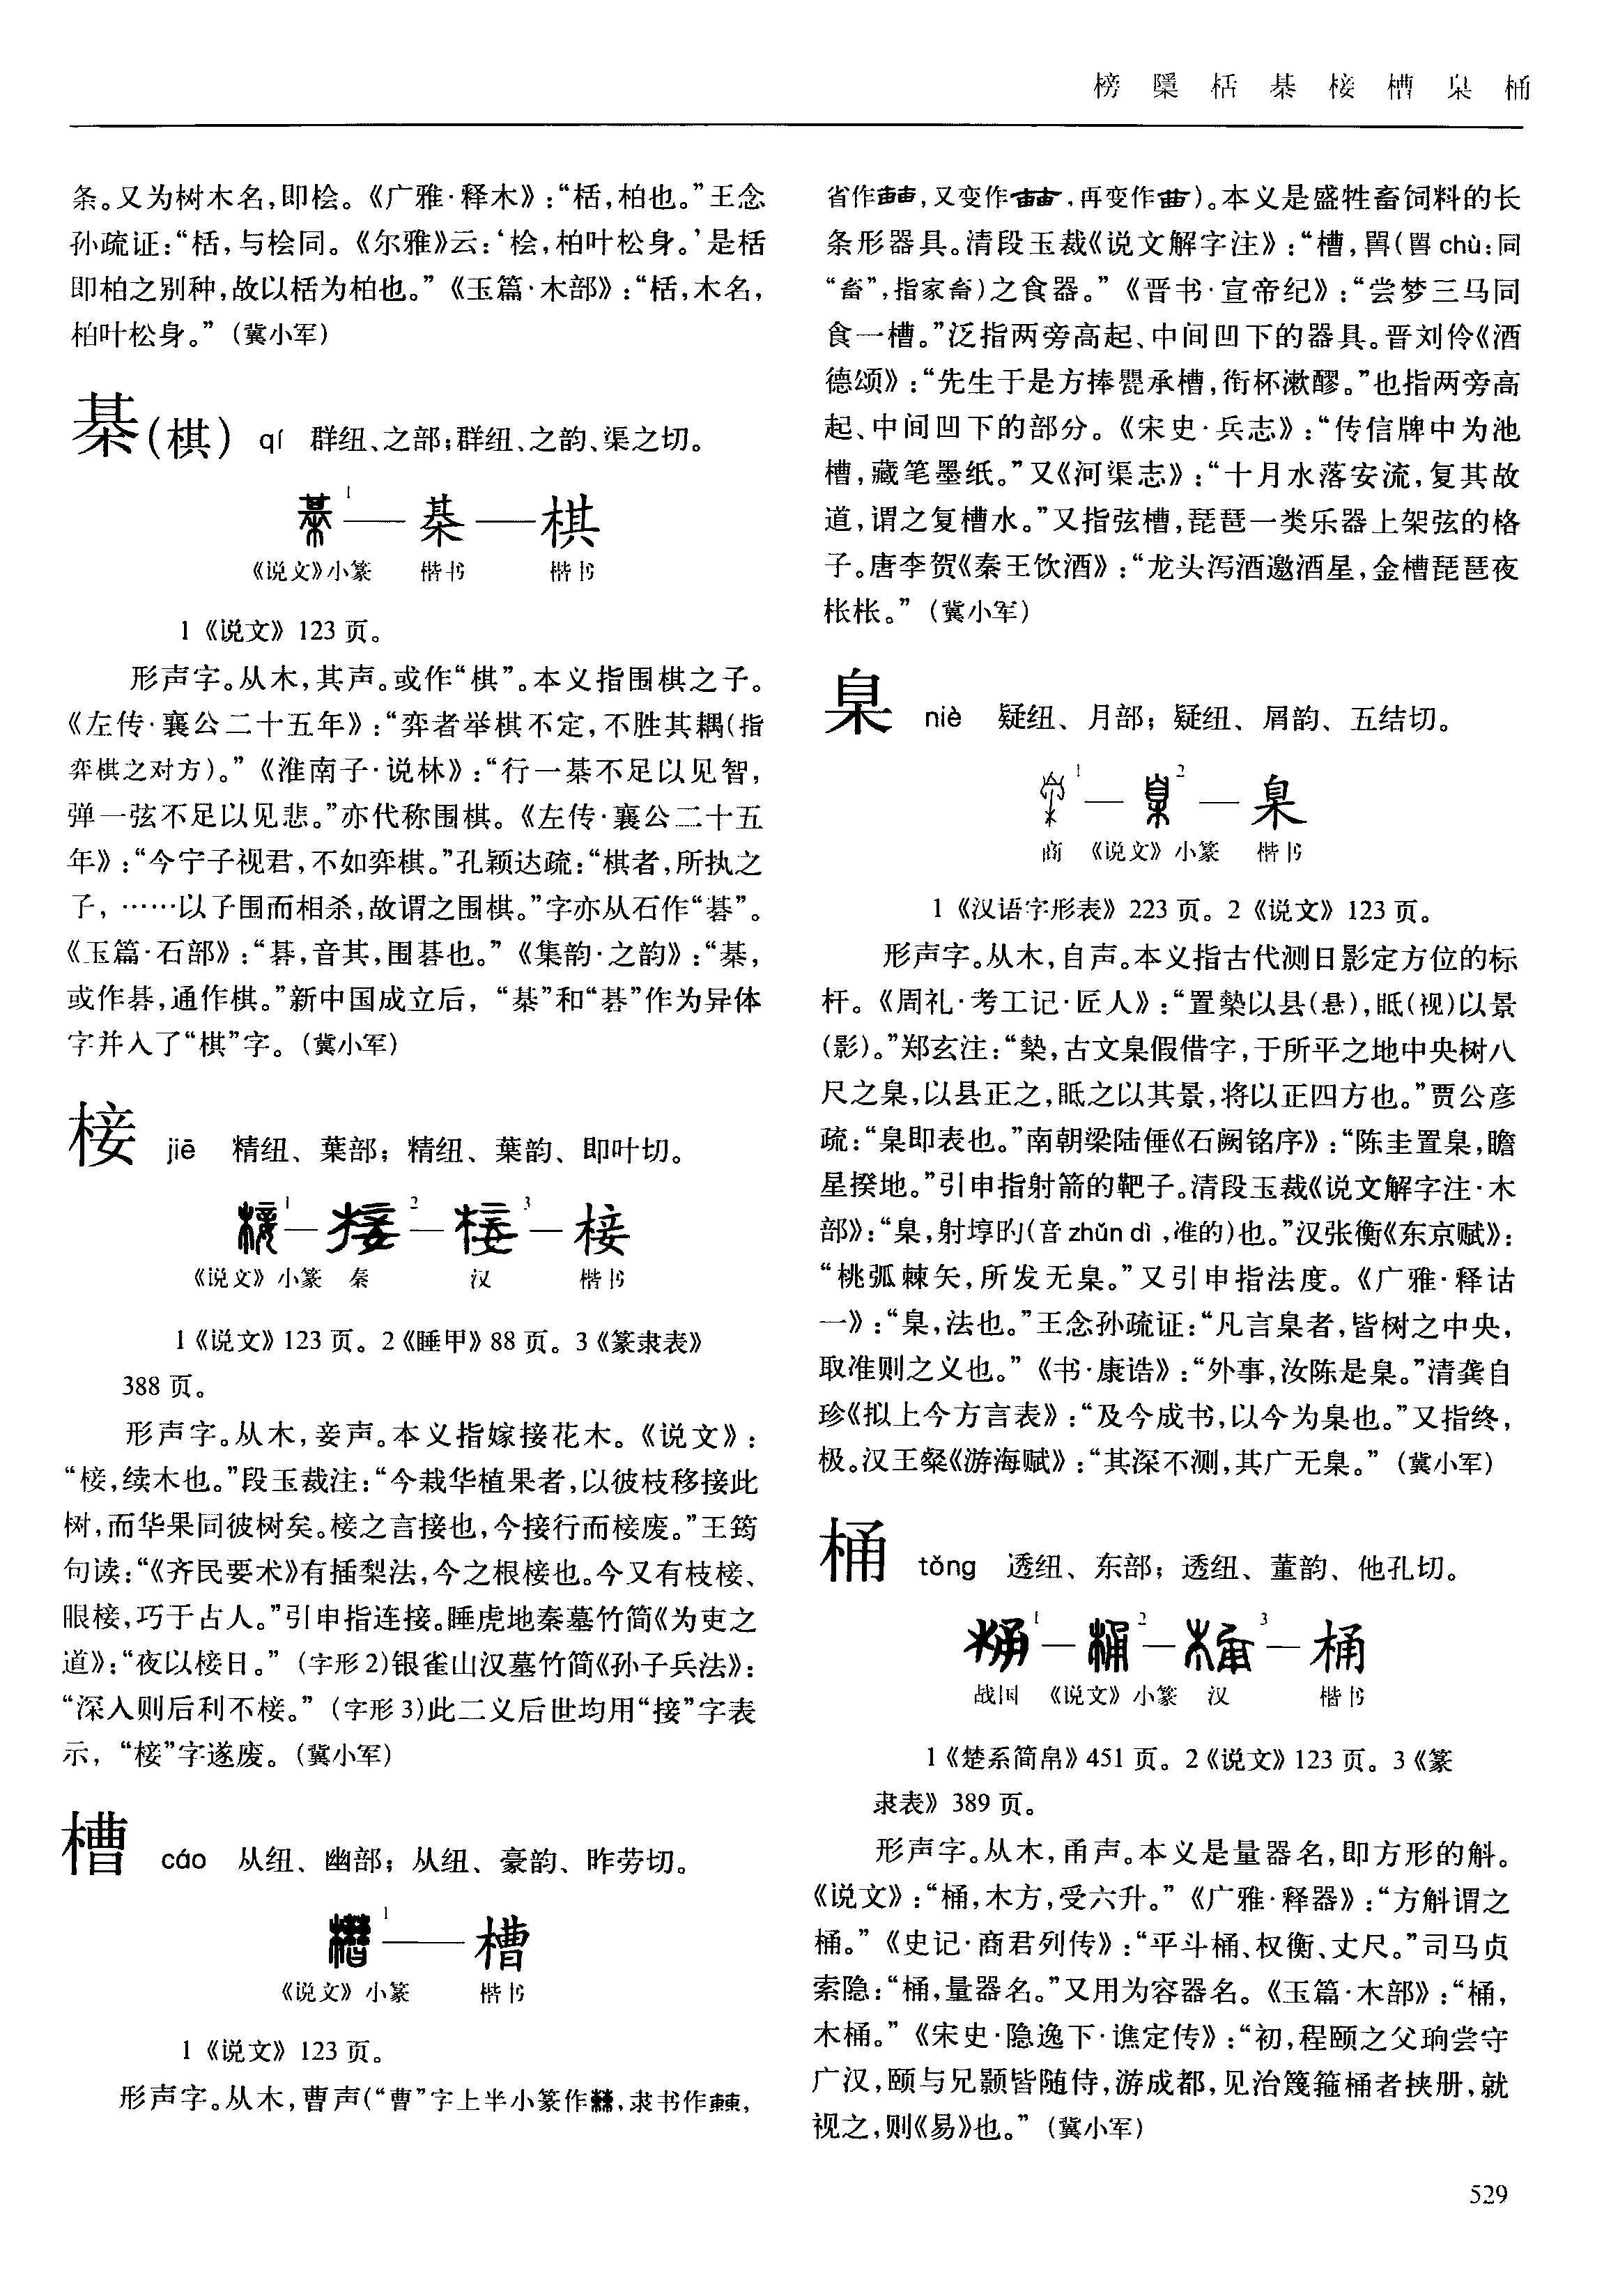 榜 檃 栝 棊 椄 槽 臬 桶
条。又为树木名,即桧。《广雅·释木》:“栝,柏也。”王念
孙疏证:“栝,与桧同。《尔雅》云:‘桧,柏叶松身。’是栝
即柏之别种,故以栝为柏也。”《玉篇·木部》:“栝,木名,
柏叶松身。”(冀小军)
棊(棋) qí 群纽、之部;群纽、之韵、渠之切。
1 — 棊 — 棋
《说文》小篆 楷书 楷书
1《说文》123页。
形声字。从木,其声。或作“棋”。本义指围棋之子。
《左传·襄公二十五年》:“弈者举棋不定,不胜其耦(指
弈棋之对方)。”《淮南子·说林》:“行一棊不足以见智,
弹一弦不足以见悲。”亦代称围棋。《左传·襄公二十五
年》:“今宁子视君,不如弈棋。”孔颖达疏:“棋者,所执之
子,……以子围而相杀,故谓之围棋。”字亦从石作“碁”。
《玉篇·石部》:“碁,音其,围碁也。”《集韵·之韵》:“棊,
或作碁,通作棋。”新中国成立后,“棊”和“碁”作为异体
字并入了“棋”字。(冀小军)
椄 jiē 精纽、葉部;精纽、葉韵、即叶切。
1 — 2 — 3 — 椄
《说文》小篆 秦 汉 楷书
1《说文》123页。2《睡甲》88页。3《篆隶表》
388页。
形声字。从木,妾声。本义指嫁接花木。《说文》:
“椄,续木也。”段玉裁注:“今栽华植果者,以彼枝移接此
树,而华果同彼树矣。椄之言接也,今接行而椄废。”王筠
句读:“《齐民要术》有插梨法,今之根椄也。今又有枝椄、
眼椄,巧于古人。”引申指连接。睡虎地秦墓竹简《为吏之
道》:“夜以椄日。”(字形2)银雀山汉墓竹简《孙子兵法》:
“深入则后利不椄。”(字形3)此二义后世均用“接”字表
示,“椄”字遂废。(冀小军)
槽 cáo 从纽、幽部;从纽、豪韵、昨劳切。
1 — 槽
《说文》小篆 楷书
1《说文》123页。
形声字。从木,曹声(“曹”字上半小篆作𣍘,隶书作
省作,又变作,再变作)。本义是盛牲畜饲料的长
条形器具。清段玉裁《说文解字注》:“槽,嘼(嘼chù:同
“畜”,指家畜)之食器。”《晋书·宣帝纪》:“尝梦三马同
食一槽。”泛指两旁高起、中间凹下的器具。晋刘伶《酒
德颂》:“先生于是方捧甖承槽,衔杯漱醪。”也指两旁高
起、中间凹下的部分。《宋史·兵志》:“传信牌中为池
槽,藏笔墨纸。”又《河渠志》:“十月水落安流,复其故
道,谓之复槽水。”又指弦槽,琵琶一类乐器上架弦的格
子。唐李贺《秦王饮酒》:“龙头泻酒邀酒星,金槽琵琶夜
枨枨。”(冀小军)
臬 niè 疑纽、月部;疑纽、屑韵、五结切。
1 — 2 — 臬
商 《说文》小篆 楷书
1《汉语字形表》223页。2《说文》123页。
形声字。从木,自声。本义指古代测日影定方位的标
杆。《周礼·考工记·匠人》:“置槷以县(悬),眡(视)以景
(影)。”郑玄注:“槷,古文臬假借字,于所平之地中央树八
尺之臬,以县正之,眡之以其景,将以正四方也。”贾公彦
疏:“臬即表也。”南朝梁陆倕《石阙铭序》:“陈圭置臬,瞻
星揆地。”引申指射箭的靶子。清段玉裁《说文解字注·木
部》:“臬,射埻旳(音zhǔn dì,准的)也。”汉张衡《东京赋》:
“桃弧棘矢,所发无臬。”又引申指法度。《广雅·释诂
一》:“臬,法也。”王念孙疏证:“凡言臬者,皆树之中央,
取准则之义也。”《书·康诰》:“外事,汝陈是臬。”清龚自
珍《拟上今方言表》:“及今成书,以今为臬也。”又指终,
极。汉王粲《游海赋》:“其深不测,其广无臬。”(冀小军)
桶 tǒng 透纽、东部;透纽、董韵、他孔切。
1 — 2 — 3 — 桶
战国 《说文》小篆 汉 楷书
1《楚系简帛》451页。2《说文》123页。3《篆
隶表》389页。
形声字。从木,甬声。本义是量器名,即方形的斛。
《说文》:“桶,木方,受六升。”《广雅·释器》:“方斛谓之
桶。”《史记·商君列传》:“平斗桶、权衡、丈尺。”司马贞
索隐:“桶,量器名。”又用为容器名。《玉篇·木部》:“桶,
木桶。”《宋史·隐逸下·谯定传》:“初,程颐之父珦尝守
广汉,颐与兄颢皆随侍,游成都,见治篾箍桶者挟册,就
视之,则《易》也。”(冀小军)
529